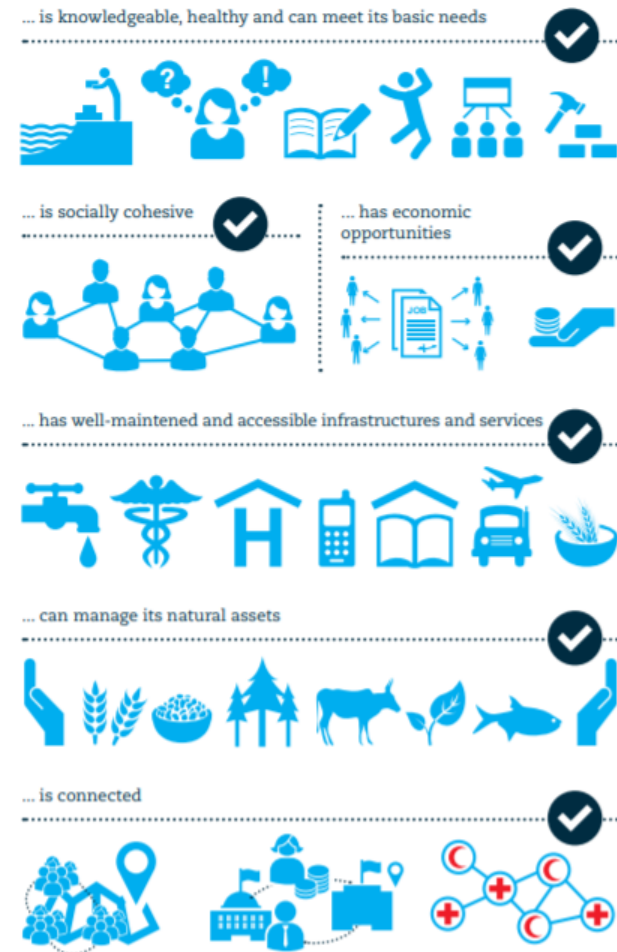 ... is knowledgeable, healthy and can meet its basic needs
?
!
... is socially cohesive
... has economic
opportunities
JOB
... has well-maintened and accessible infrastructures and services
H
... can manage its natural assets
... is connected